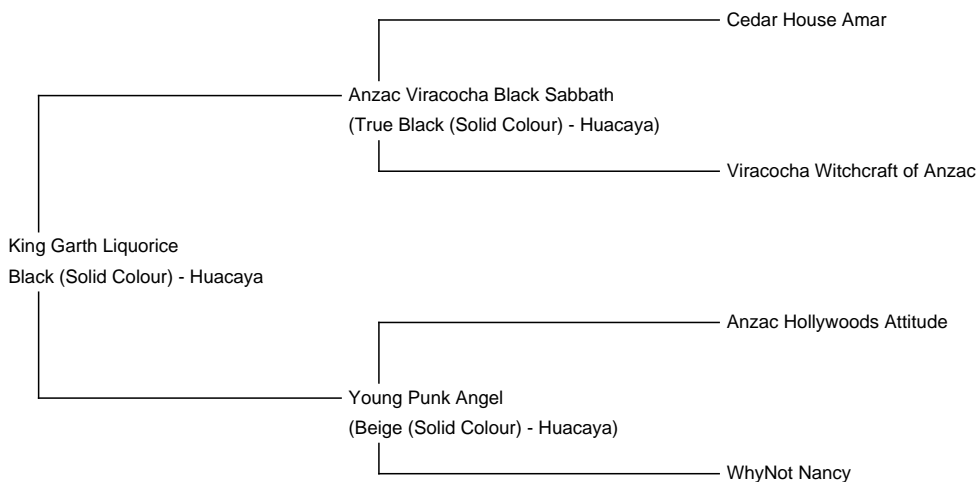 Cedar House Amar
Anzac Viracocha Black Sabbath
(True Black (Solid Colour) - Huacaya)
Viracocha Witchcraft of Anzac
King Garth Liquorice
Black (Solid Colour) - Huacaya
Anzac Hollywoods Attitude
Young Punk Angel
(Beige (Solid Colour) - Huacaya)
WhyNot Nancy